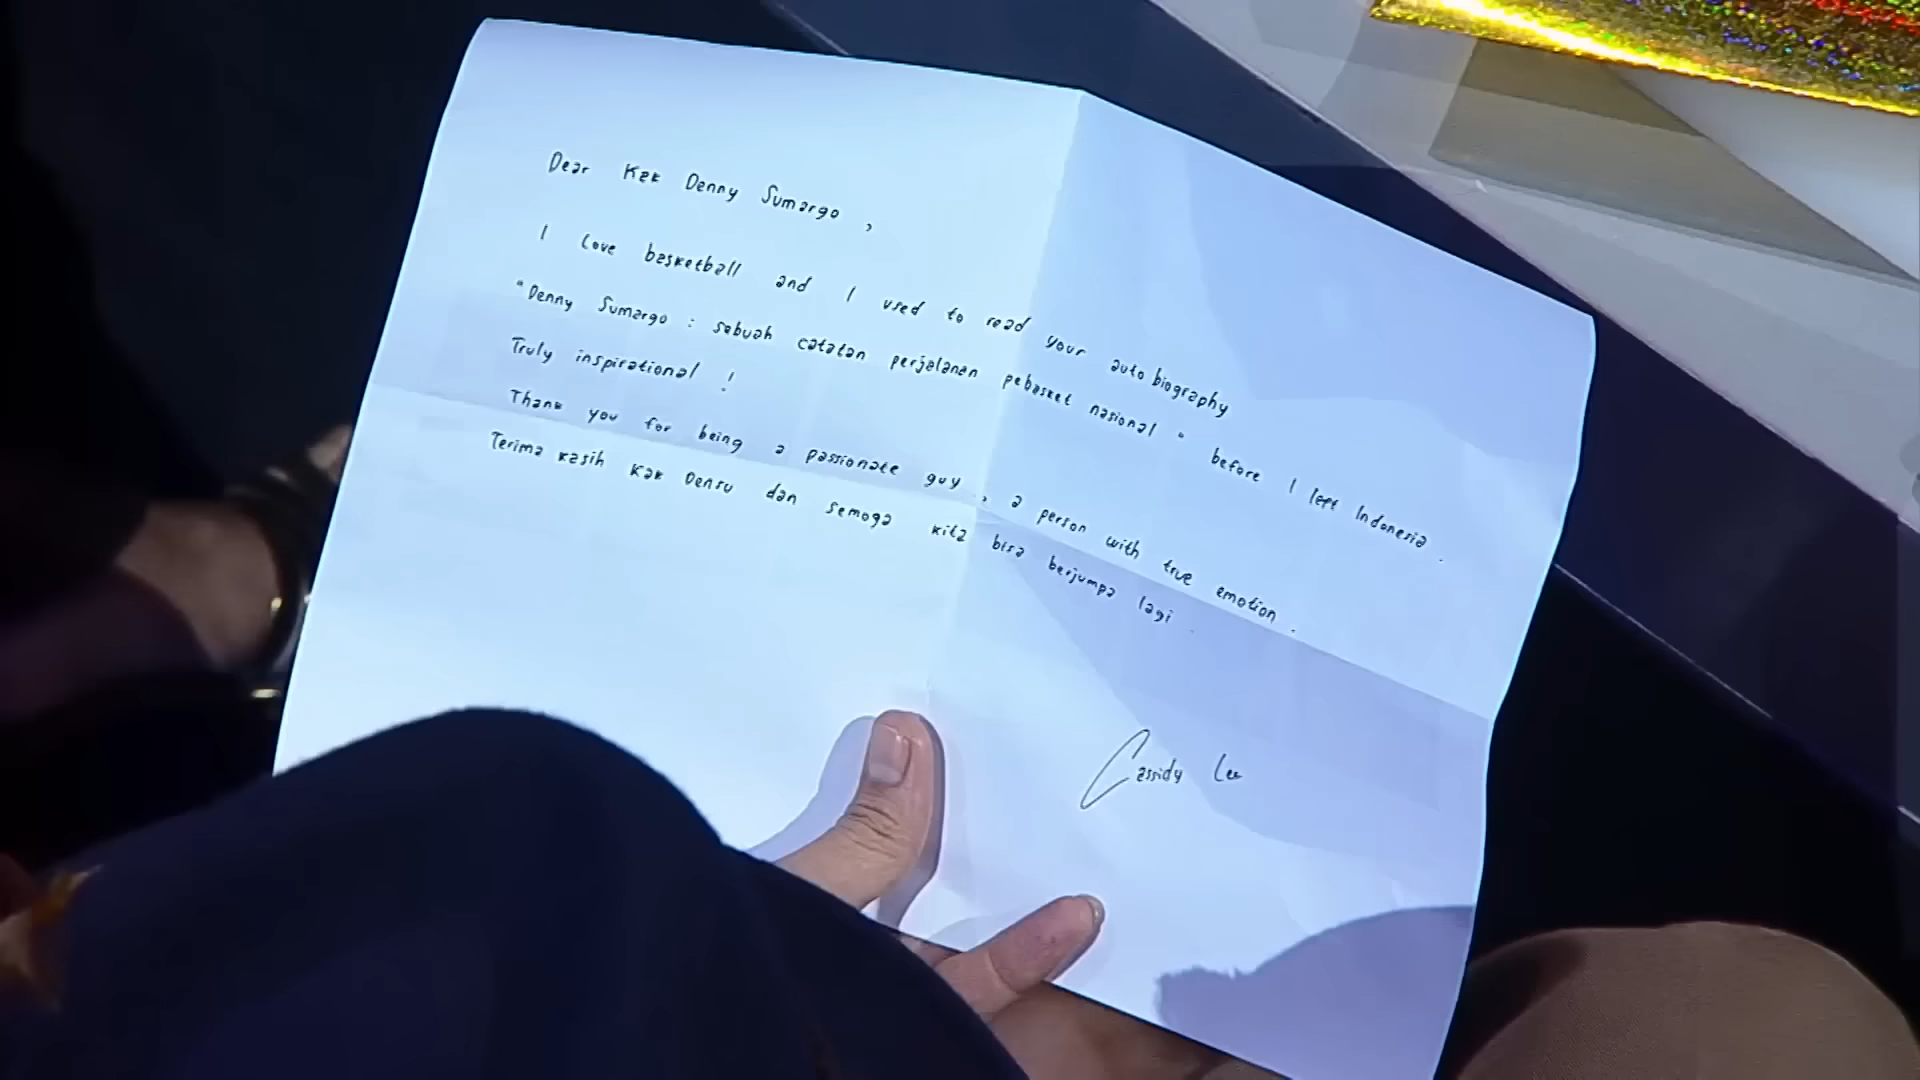 Dear Kak Denny Sumargo,
I love basketball and I used to read your autobiography
"Denny Sumargo : sebuah catatan perjalanan pebasket nasional" before I left Indonesia.
Truly inspirational !
Thank you for being a passionate guy, a person with true emotion.
Terima kasih Kak Densu dan semoga kita bisa berjumpa lagi.
Cassidy Lee